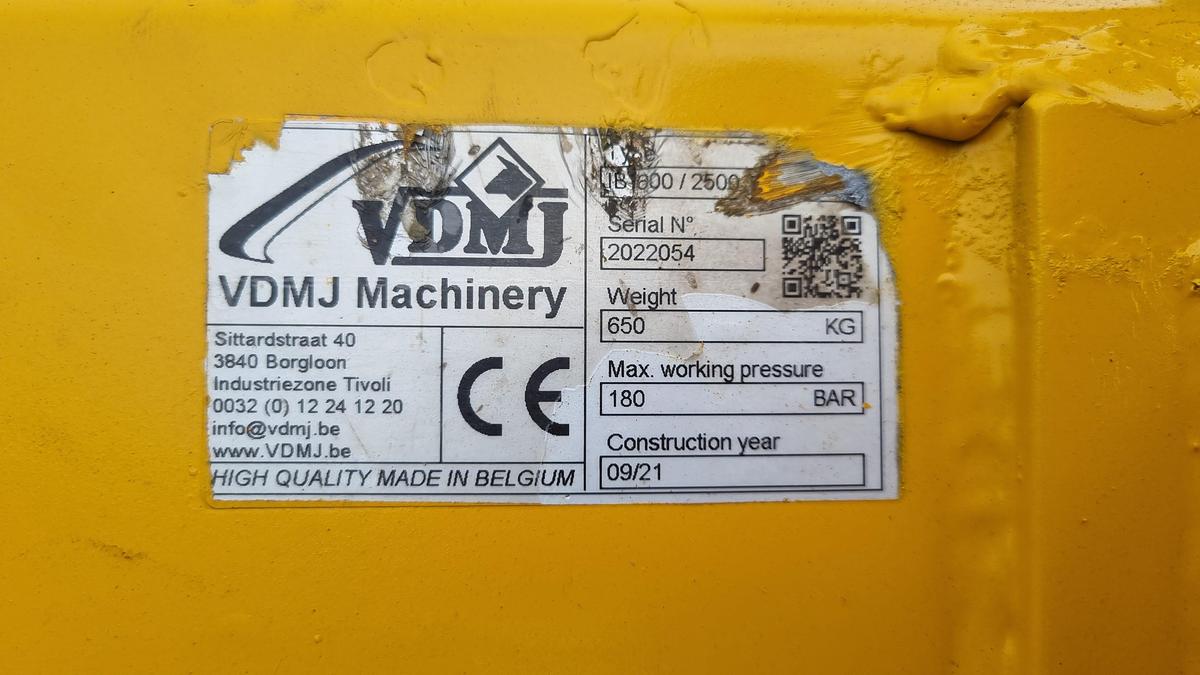 VDMJ
VDMJ Machinery
Sittardstraat 40
3840 Borgloon
Industriezone Tivoli
0032 (0) 12 24 12 20
info@vdmj.be
www.VDMJ.be
CE
HIGH QUALITY MADE IN BELGIUM
/ 2500
Serial N°
2022054
Weight
650 KG
Max. working pressure
180 BAR
Construction year
09/21